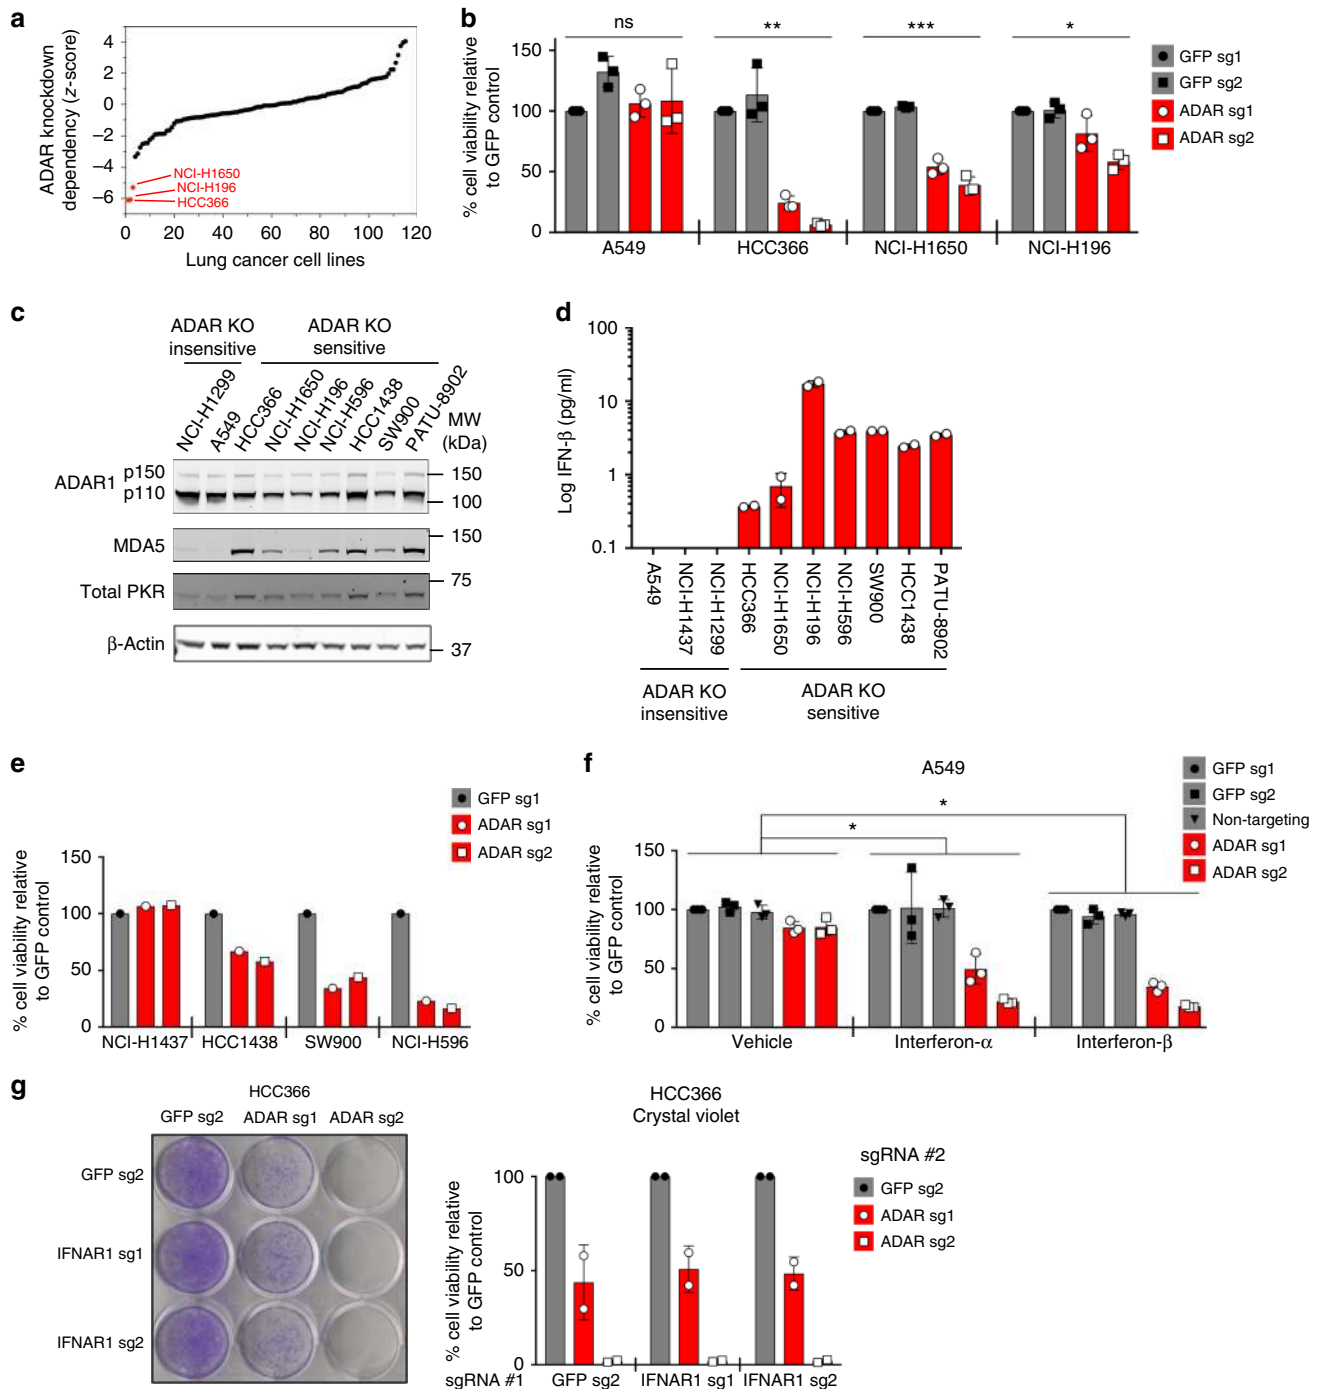 a
ADAR knockdown
dependency (z-score)
4
2
0
−2
−4
−6
NCI-H1650
NCI-H196
HCC366
0
20
40
60
80
100
120
Lung cancer cell lines
b
% cell viability relative
to GFP control
150
100
50
0
ns
**
***
*
A549
HCC366
NCI-H1650
NCI-H196
GFP sg1
GFP sg2
ADAR sg1
ADAR sg2
c
ADAR KO
insensitive
ADAR KO
sensitive
NCI-H1299
A549
HCC366
NCI-H1650
NCI-H196
NCI-H596
HCC1438
SW900
PATU-8902
MW
(kDa)
ADAR1
p150
p110
150
100
MDA5
150
Total PKR
75
β-Actin
37
d
Log IFN-β (pg/ml)
100
10
1
0.1
A549
NCI-H1437
NCI-H1299
HCC366
NCI-H1650
NCI-H196
NCI-H596
SW900
HCC1438
PATU-8902
ADAR KO
insensitive
ADAR KO
sensitive
e
% cell viability relative
to GFP control
150
100
50
0
NCI-H1437
HCC1438
SW900
NCI-H596
GFP sg1
ADAR sg1
ADAR sg2
f
A549
% cell viability relative
to GFP control
150
100
50
0
*
*
Vehicle
Interferon-α
Interferon-β
GFP sg1
GFP sg2
Non-targeting
ADAR sg1
ADAR sg2
g
HCC366
GFP sg2
ADAR sg1
ADAR sg2
GFP sg2
IFNAR1 sg1
IFNAR1 sg2
HCC366
Crystal violet
% cell viability relative
to GFP control
100
50
0
sgRNA #1
GFP sg2
IFNAR1 sg1
IFNAR1 sg2
sgRNA #2
GFP sg2
ADAR sg1
ADAR sg2